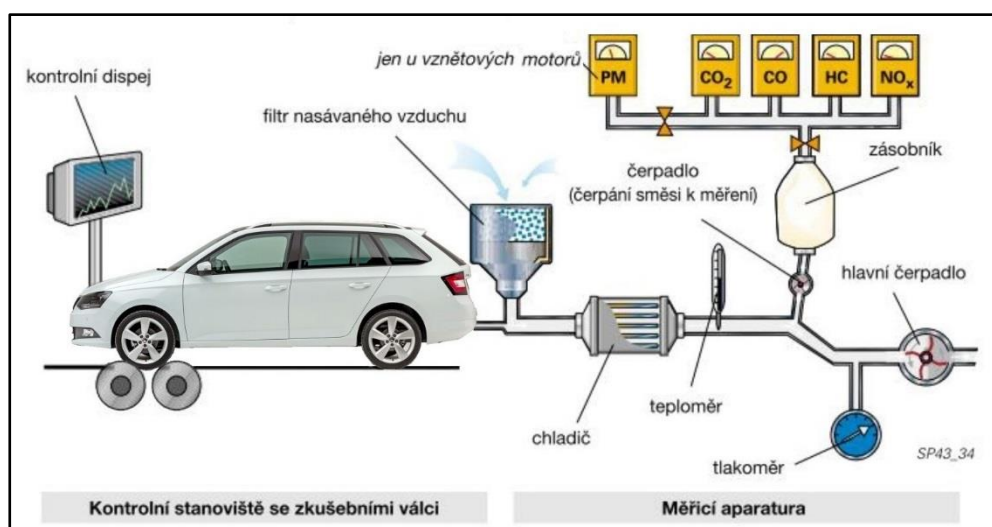 jen u vznětových motorů
PM
CO2
CO
HC
NOx
kontrolní dispej
filtr nasávaného vzduchu
čerpadlo
(čerpání směsi k měření)
zásobník
hlavní čerpadlo
teploměr
chladič
tlakoměr
SP43_34
Kontrolní stanoviště se zkušebními válci
Měřicí aparatura